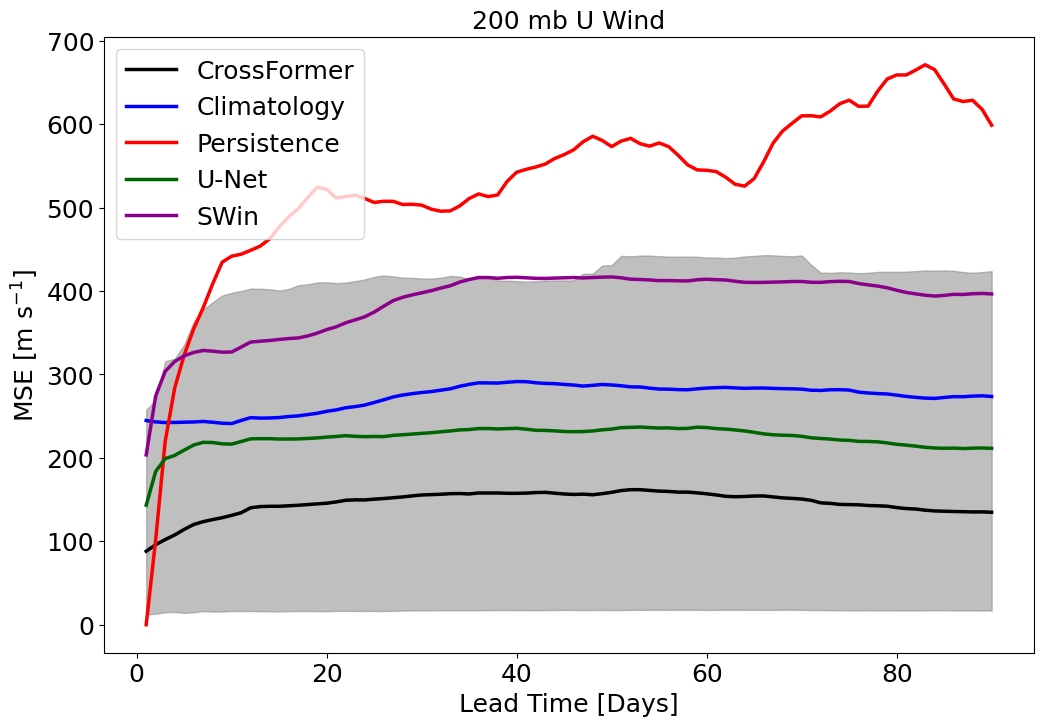 200 mb U Wind
700
600
500
400
300
200
100
0
MSE [m s⁻¹]
CrossFormer
Climatology
Persistence
U-Net
SWin
0 20 40 60 80
Lead Time [Days]